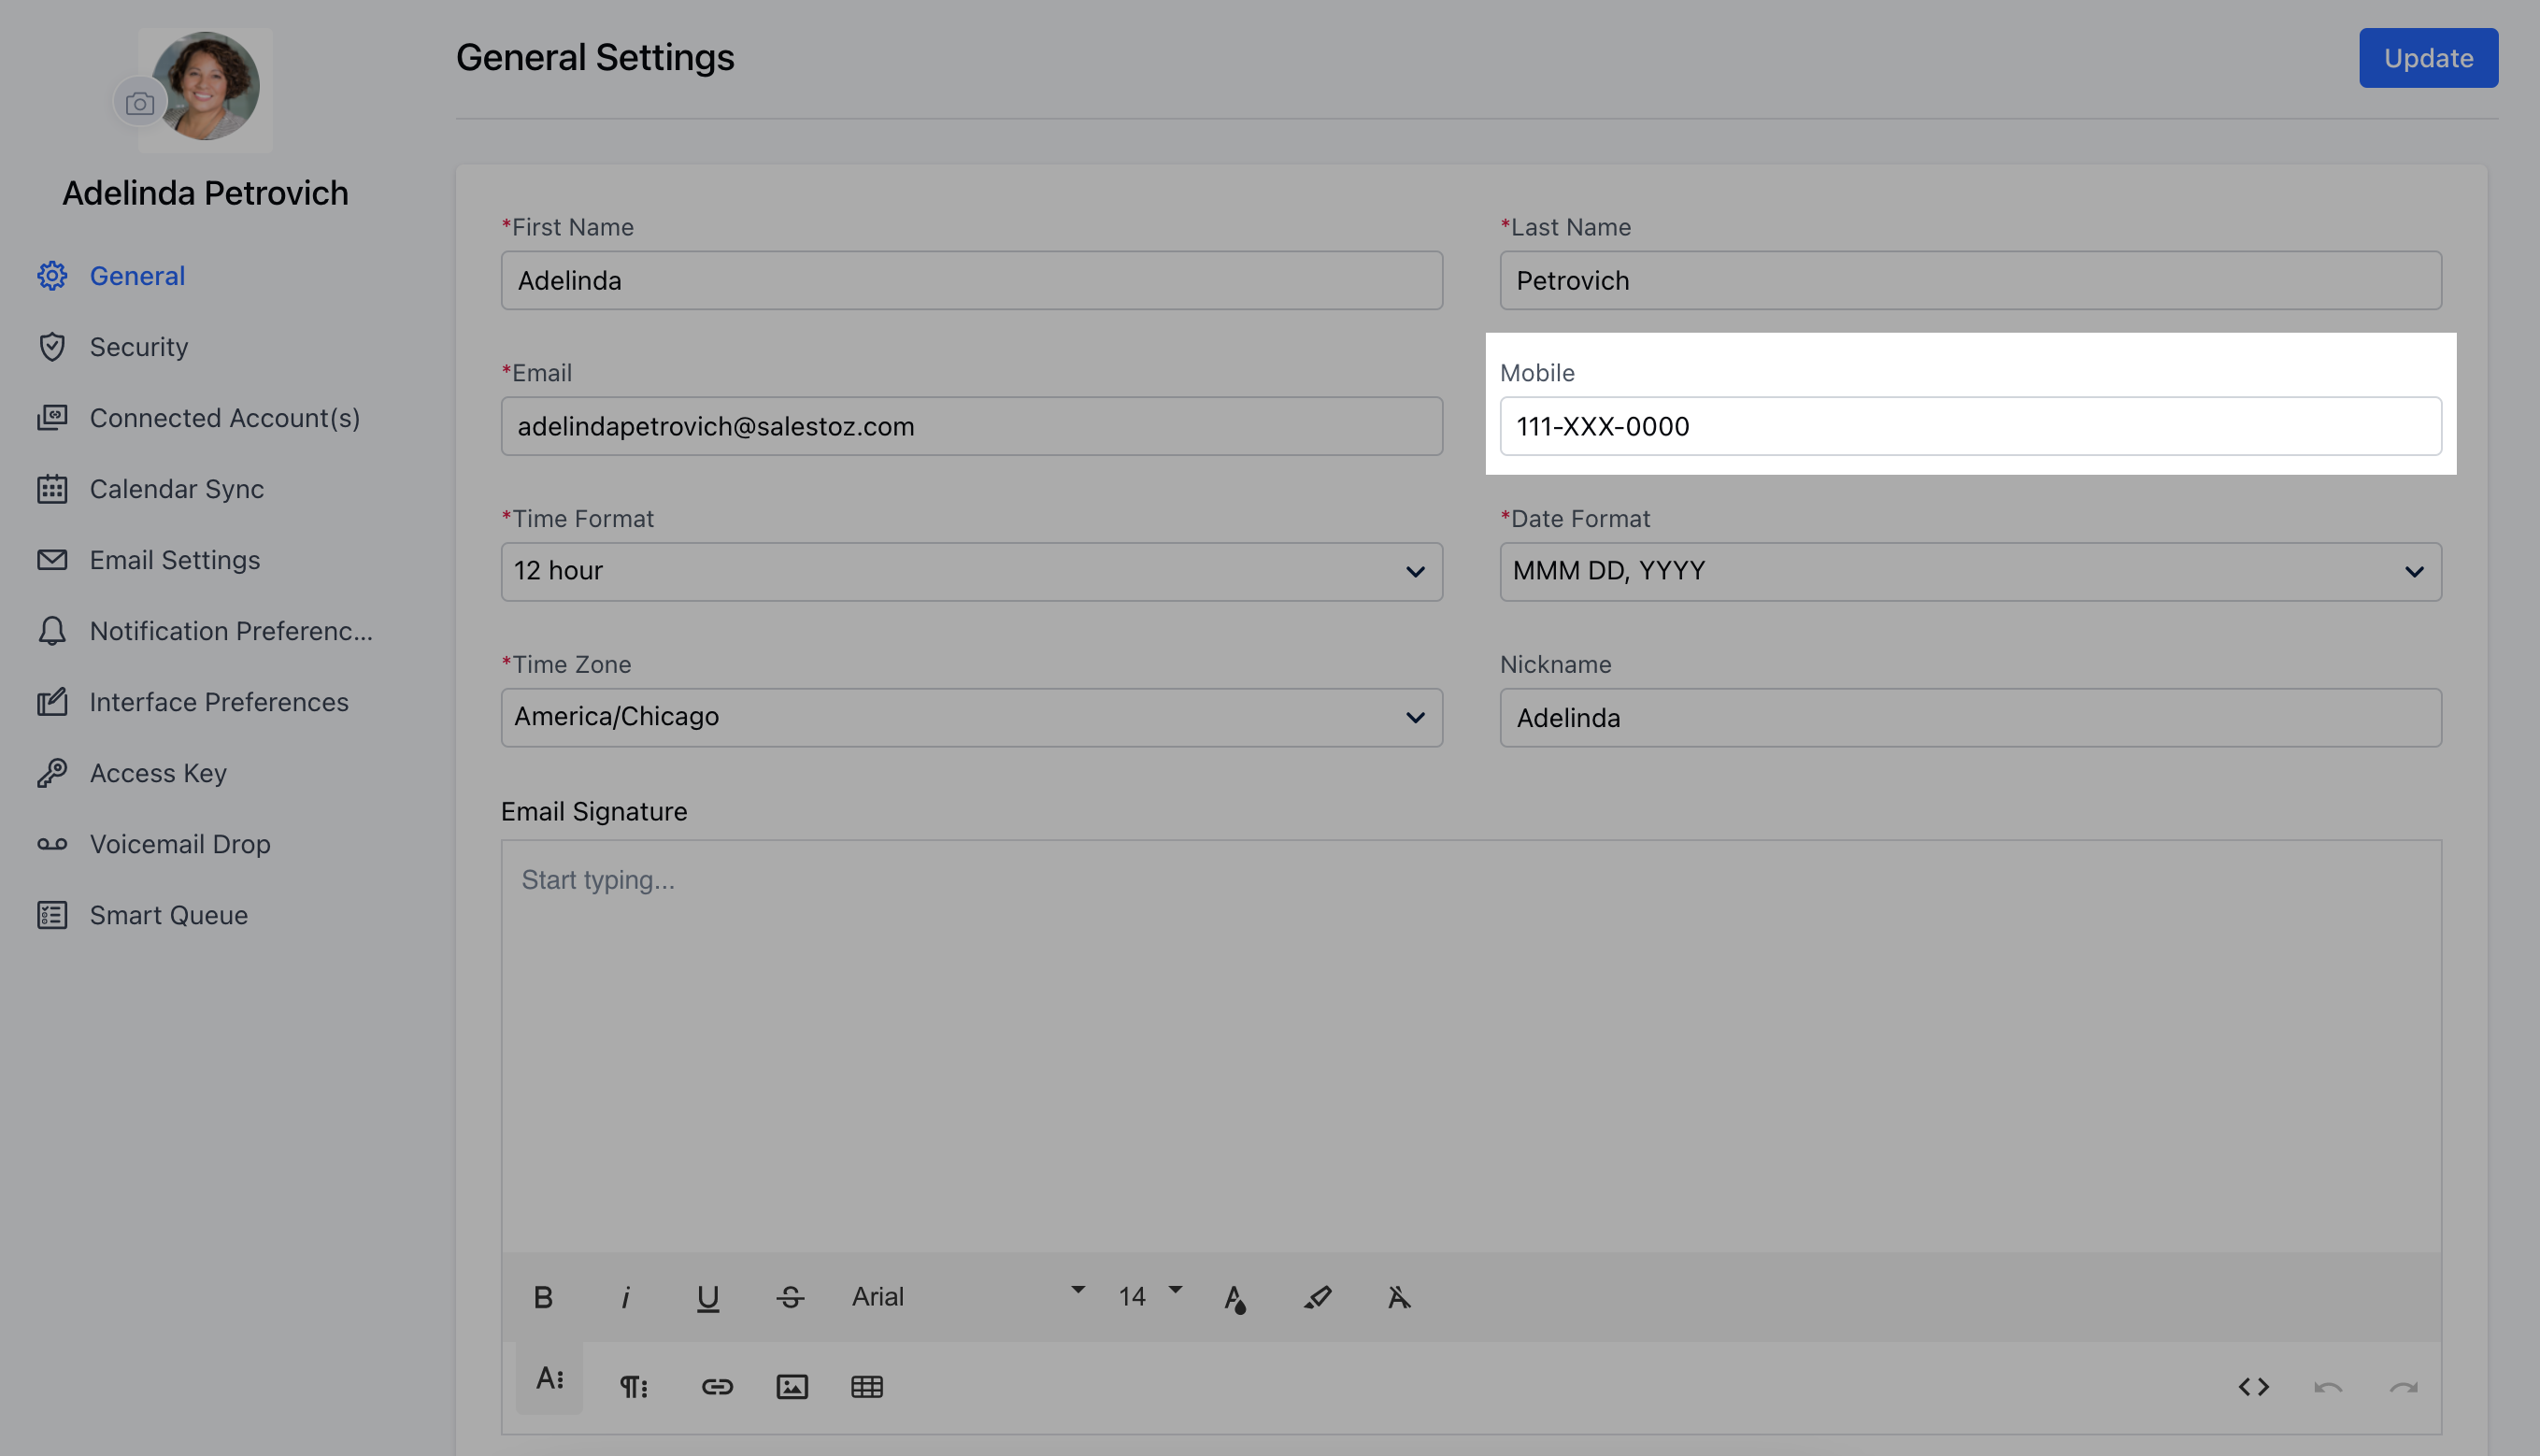 General Settings
Update
Adelinda Petrovich
General
Security
Connected Account(s)
Calendar Sync
Email Settings
Notification Preferenc...
Interface Preferences
Access Key
Voicemail Drop
Smart Queue
*First Name
Adelinda
*Last Name
Petrovich
*Email
adelindapetrovich@salestoz.com
Mobile
111-XXX-0000
*Time Format
12 hour
*Date Format
MMM DD, YYYY
*Time Zone
America/Chicago
Nickname
Adelinda
Email Signature
Start typing...
Arial
14